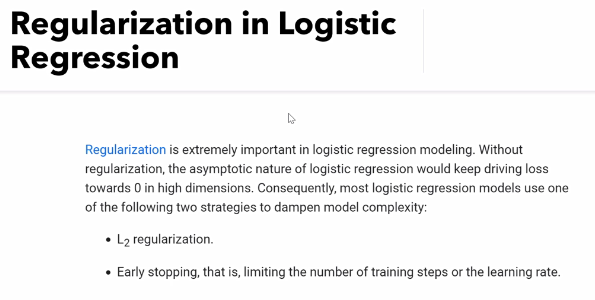 Regularization in Logistic
Regression
Regularization is extremely important in logistic regression modeling. Without
regularization, the asymptotic nature of logistic regression would keep driving loss
towards 0 in high dimensions. Consequently, most logistic regression models use one
of the following two strategies to dampen model complexity:
• L₂ regularization.
• Early stopping, that is, limiting the number of training steps or the learning rate.